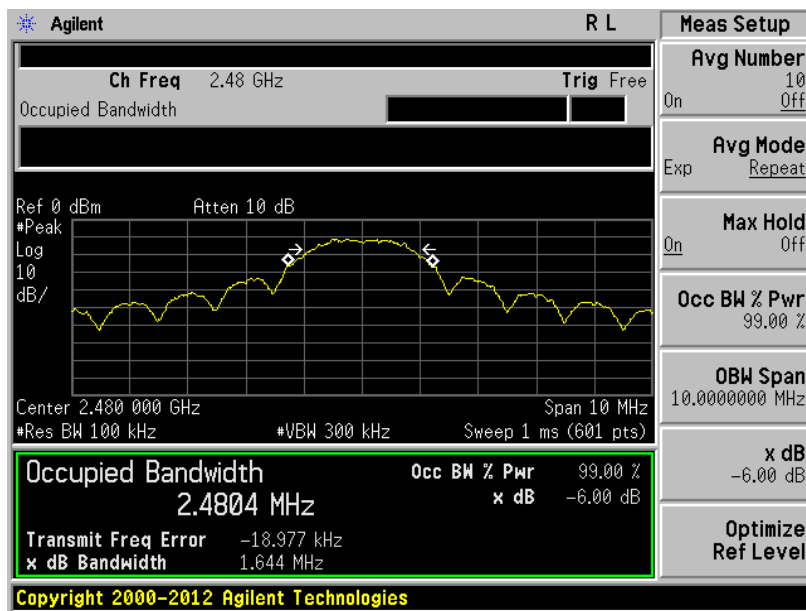 Agilent R L
Ch Freq 2.48 GHz Trig Free
Occupied Bandwidth
Ref 0 dBm Atten 10 dB
#Peak
Log
10
dB/
Center 2.480 000 GHz Span 10 MHz
#Res BW 100 kHz #VBW 300 kHz Sweep 1 ms (601 pts)
Occupied Bandwidth Occ BW % Pwr 99.00 %
2.4804 MHz x dB -6.00 dB
Transmit Freq Error -18.977 kHz
x dB Bandwidth 1.644 MHz
Copyright 2000-2012 Agilent Technologies
Meas Setup
Avg Number
10
On Off
Avg Mode
Exp Repeat
Max Hold
On Off
Occ BW % Pwr
99.00 %
OBW Span
10.0000000 MHz
x dB
-6.00 dB
Optimize
Ref Level